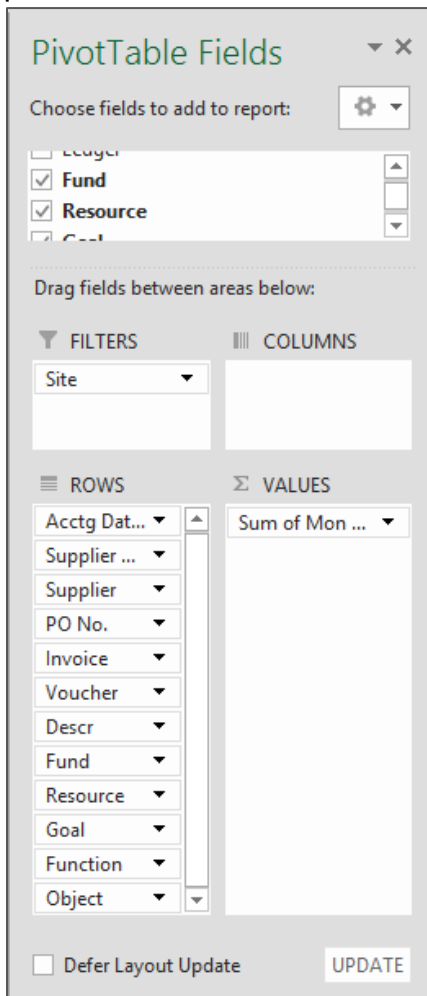 PivotTable Fields
Choose fields to add to report:
Ledger
Fund
Resource
Goal
Drag fields between areas below:
FILTERS
Site
COLUMNS
ROWS
Acctg Dat...
Supplier ...
Supplier
PO No.
Invoice
Voucher
Descr
Fund
Resource
Goal
Function
Object
Σ VALUES
Sum of Mon ...
Defer Layout Update
UPDATE